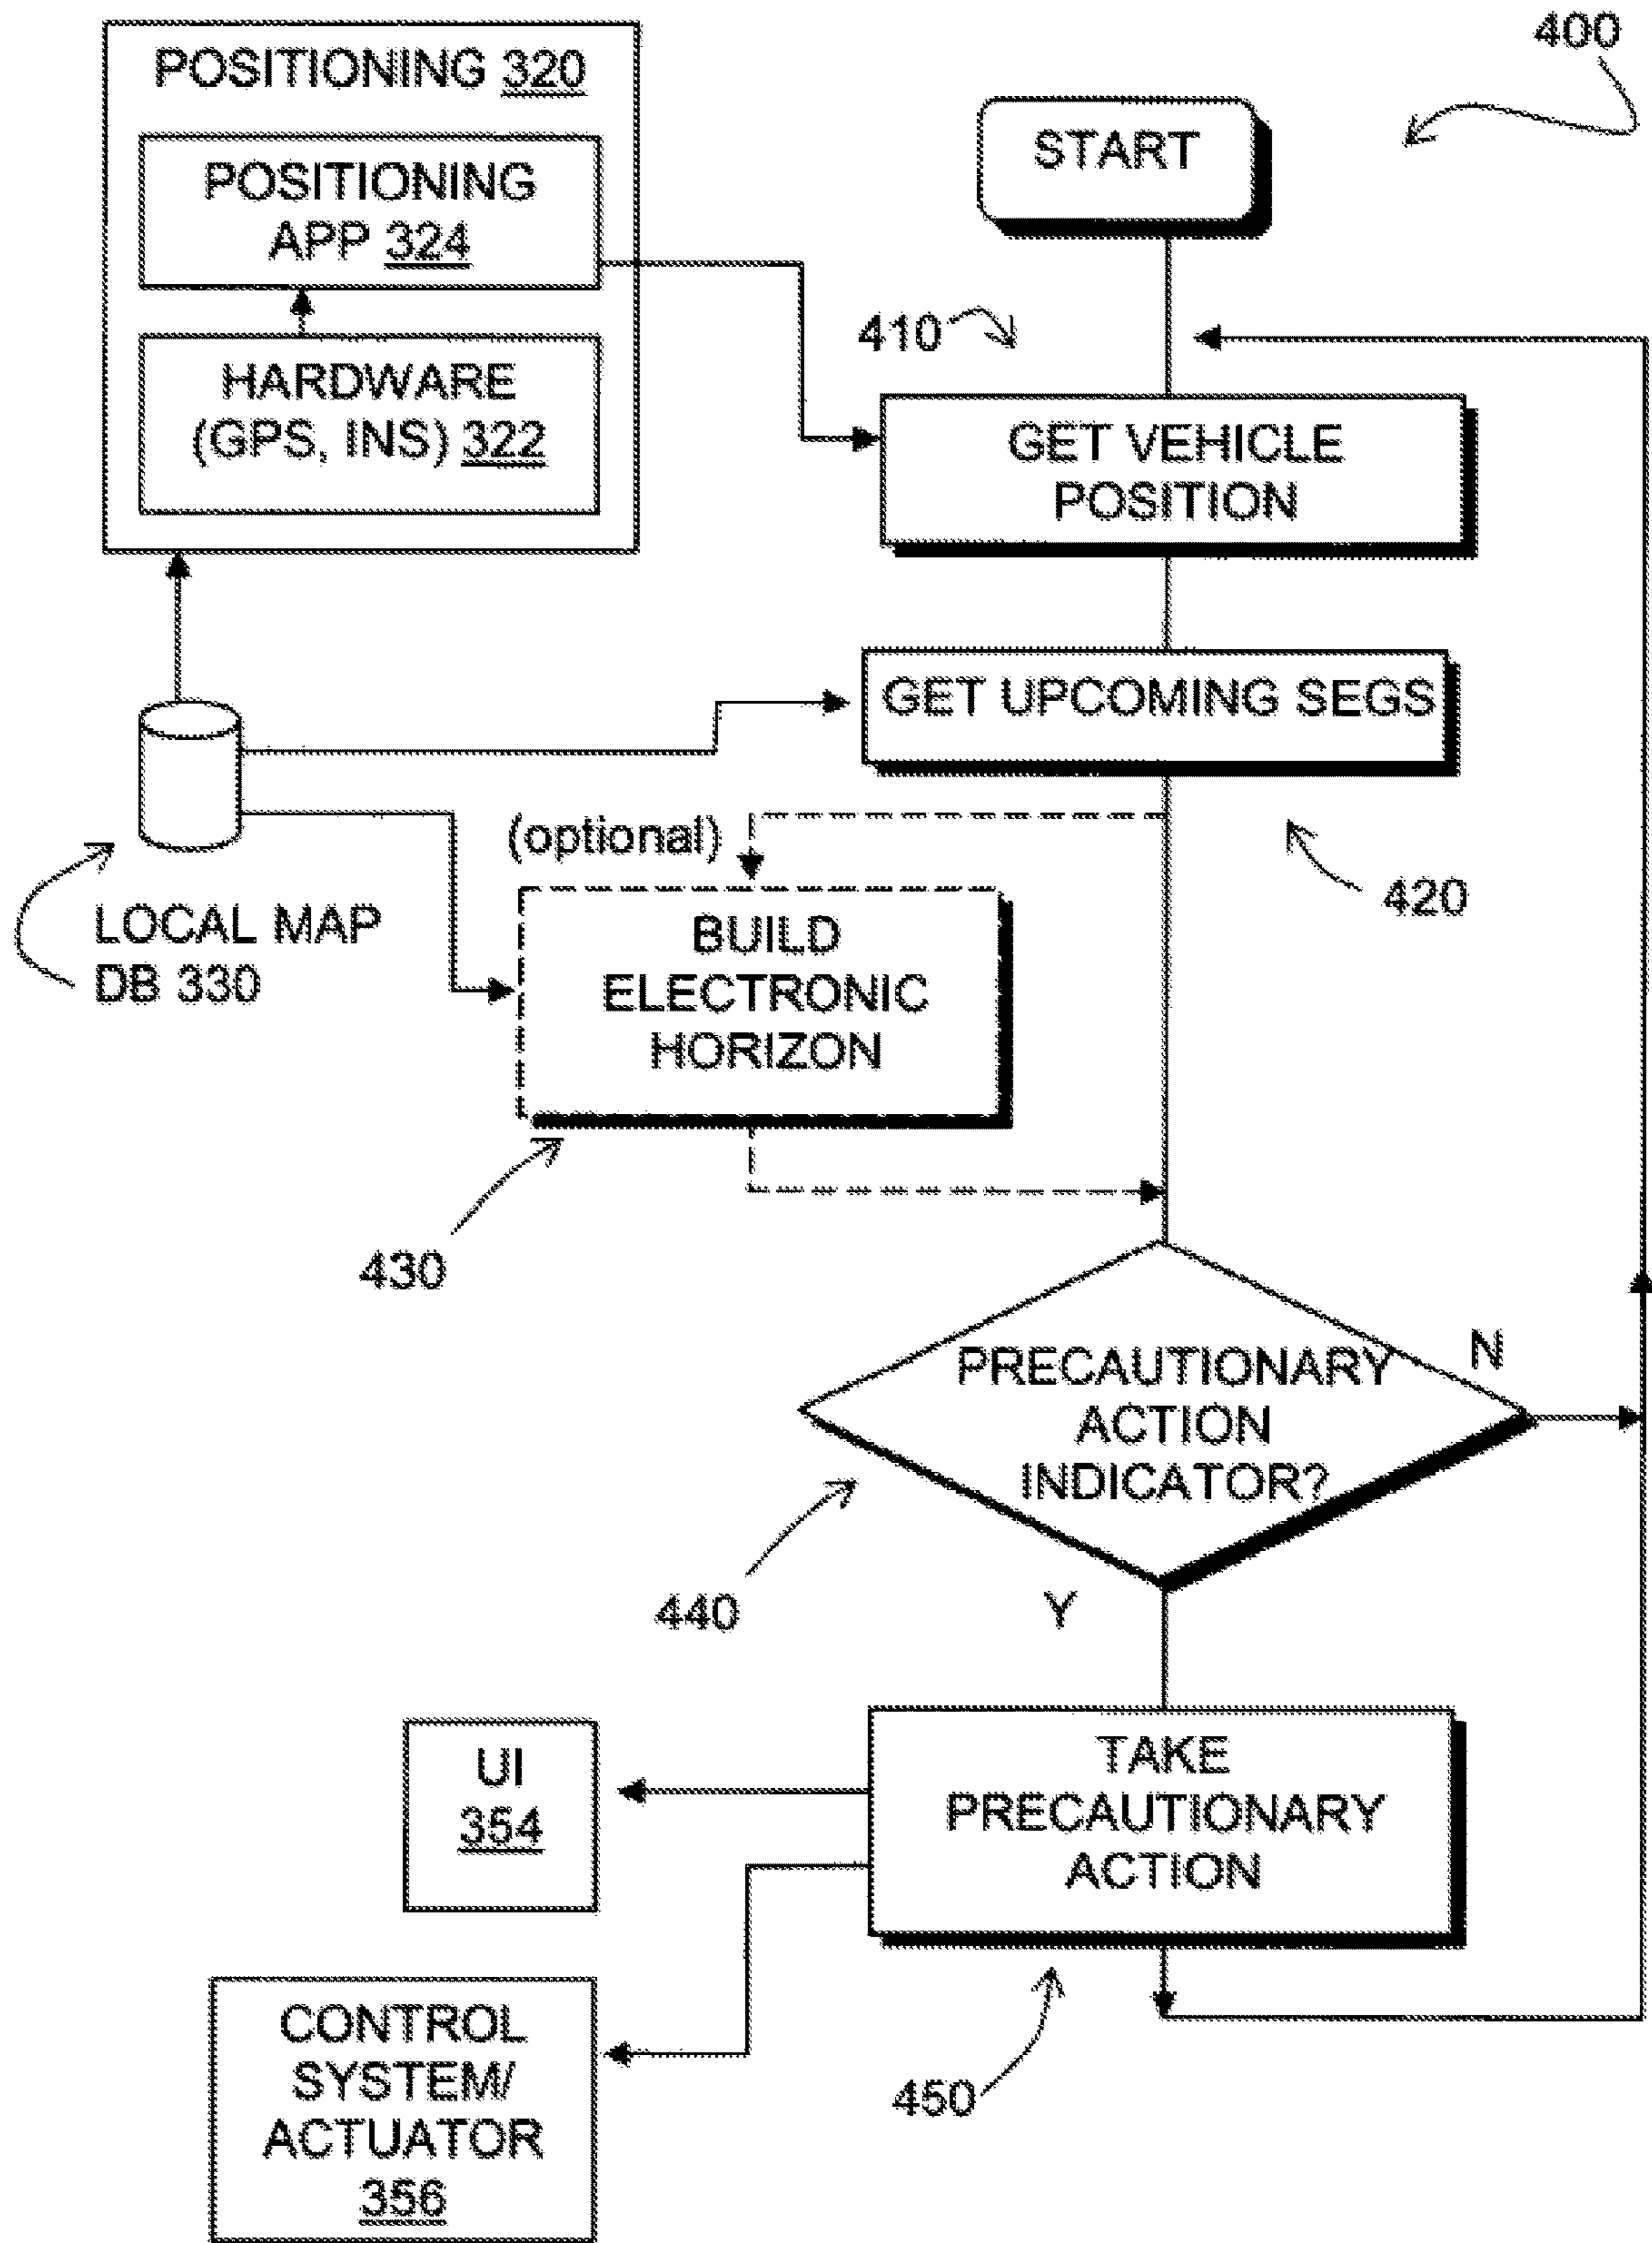 400
POSITIONING 320
POSITIONING
APP 324
HARDWARE
(GPS, INS) 322
START
410
GET VEHICLE
POSITION
GET UPCOMING SEGS
420
LOCAL MAP
DB 330
(optional)
BUILD
ELECTRONIC
HORIZON
430
PRECAUTIONARY
ACTION
INDICATOR?
N
440
Y
TAKE
PRECAUTIONARY
ACTION
UI
354
450
CONTROL
SYSTEM/
ACTUATOR
356